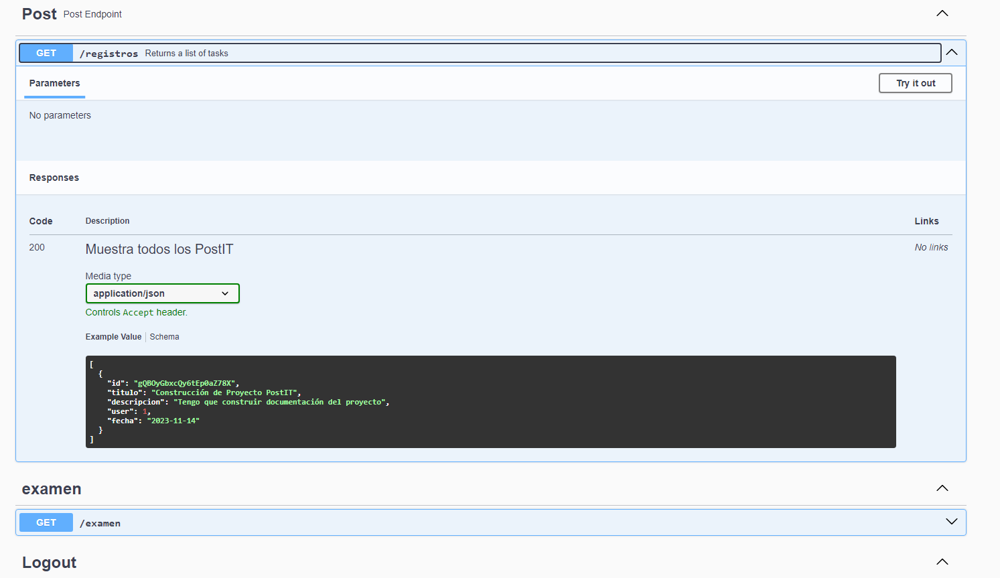 Post Post Endpoint
GET /registros Returns a list of tasks
Parameters Try it out
No parameters
Responses
Code Description Links
200 Muestra todos los PostIT No links
Media type
application/json
Controls Accept header.
Example Value Schema
[
{
"id": "gQBOyGbxcQy6tEp0aZ78X",
"titulo": "Construcción de Proyecto PostIT",
"descripcion": "Tengo que construir documentación del proyecto",
"user": 1,
"fecha": "2023-11-14"
}
]
examen
GET /examen
Logout